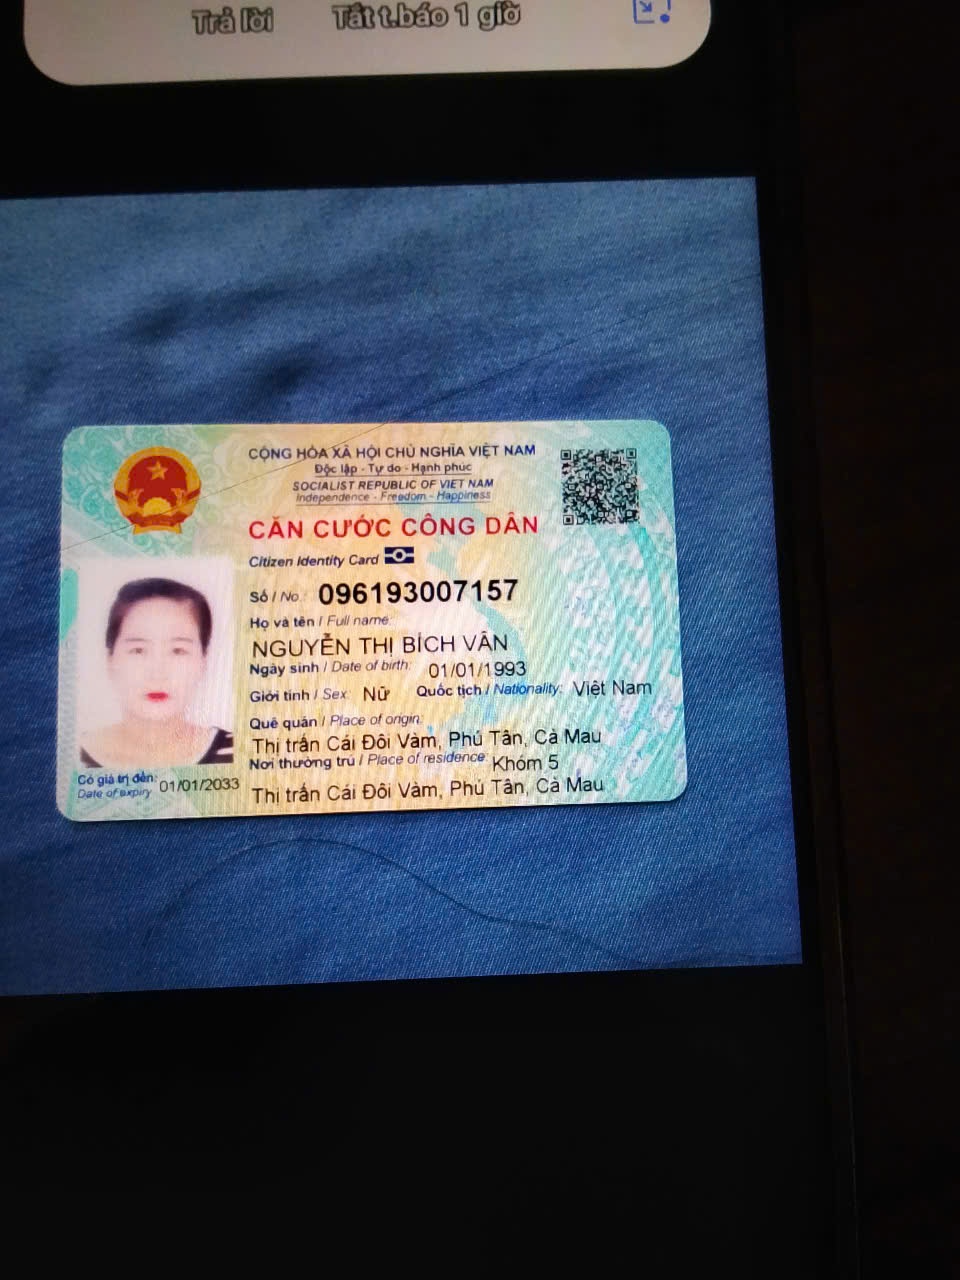 Trả lời Tắt t.báo 1 giờ
CỘNG HÒA XÃ HỘI CHỦ NGHĨA VIỆT NAM
Độc lập - Tự do - Hạnh phúc
SOCIALIST REPUBLIC OF VIET NAM
Independence - Freedom - Happiness
CĂN CƯỚC CÔNG DÂN
Citizen Identity Card
Số / No.: 096193007157
Họ và tên / Full name:
NGUYỄN THỊ BÍCH VÂN
Ngày sinh / Date of birth: 01/01/1993
Giới tính / Sex: Nữ Quốc tịch / Nationality: Việt Nam
Quê quán / Place of origin:
Thị trấn Cái Đôi Vàm, Phú Tân, Cà Mau
Nơi thường trú / Place of residence: Khóm 5
Thị trấn Cái Đôi Vàm, Phú Tân, Cà Mau
Có giá trị đến: 01/01/2033
Date of expiry